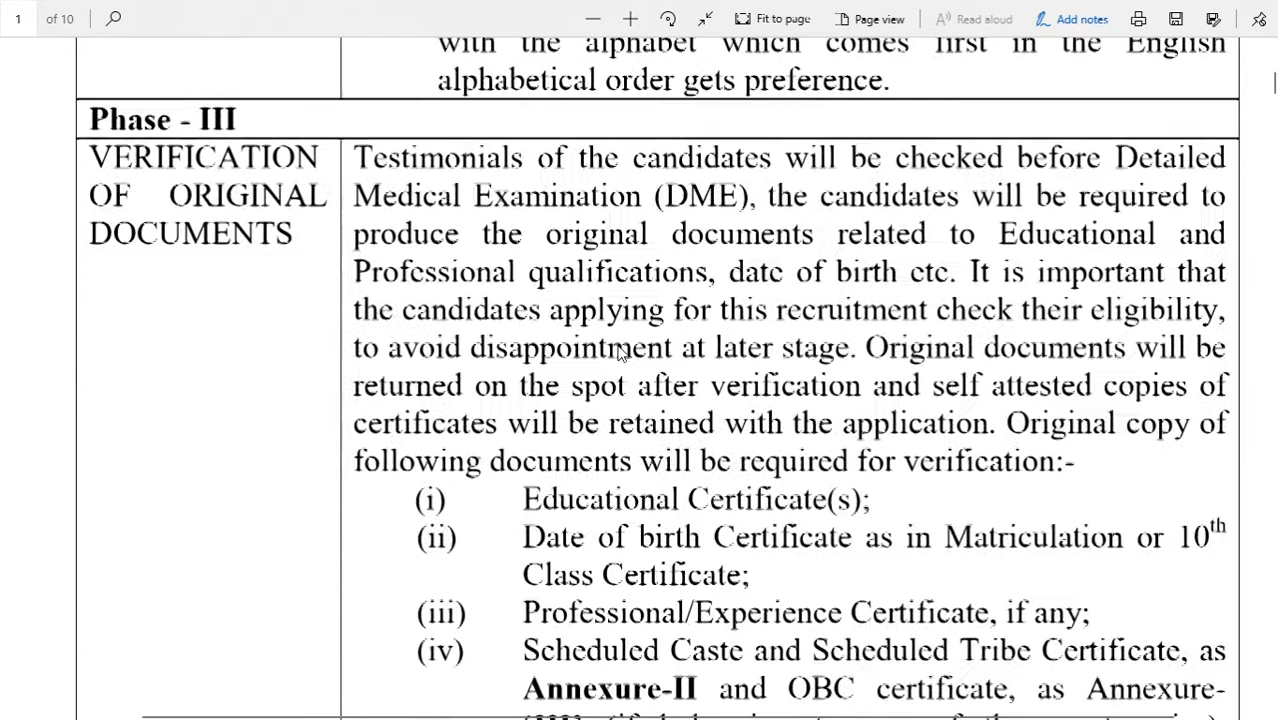 1 of 10 Fit to page Page view Read aloud Add notes
with the alphabet which comes first in the English
alphabetical order gets preference.
Phase - III
VERIFICATION OF ORIGINAL DOCUMENTS
Testimonials of the candidates will be checked before Detailed
Medical Examination (DME), the candidates will be required to
produce the original documents related to Educational and
Professional qualifications, date of birth etc. It is important that
the candidates applying for this recruitment check their eligibility,
to avoid disappointment at later stage. Original documents will be
returned on the spot after verification and self attested copies of
certificates will be retained with the application. Original copy of
following documents will be required for verification:-
(i) Educational Certificate(s);
(ii) Date of birth Certificate as in Matriculation or 10th
Class Certificate;
(iii) Professional/Experience Certificate, if any;
(iv) Scheduled Caste and Scheduled Tribe Certificate, as
Annexure-II and OBC certificate, as Annexure-